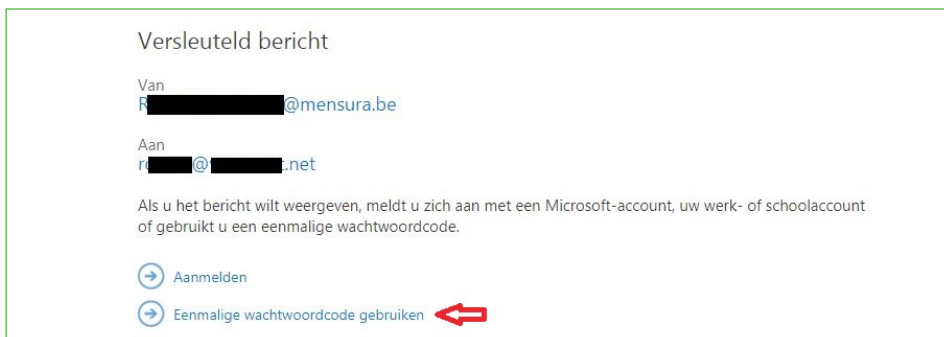 Versleuteld bericht
Van
R @mensura.be
Aan
r @ .net
Als u het bericht wilt weergeven, meldt u zich aan met een Microsoft-account, uw werk- of schoolaccount
of gebruikt u een eenmalige wachtwoordcode.
Aanmelden
Eenmalige wachtwoordcode gebruiken